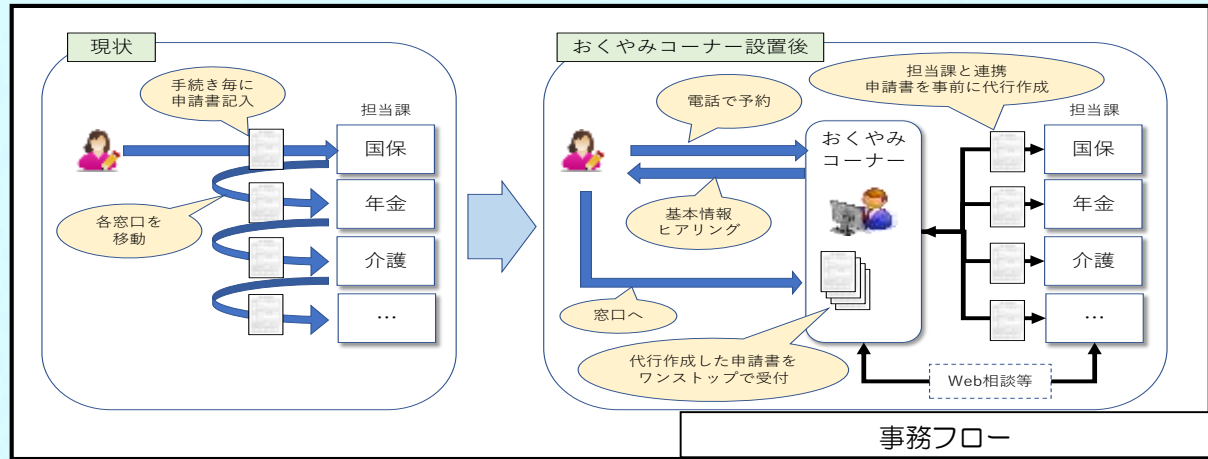 現状
手続き毎に
申請書記入
担当課
国保
年金
介護
…
各窓口を
移動
おくやみコーナー設置後
電話で予約
担当課と連携
申請書を事前に代行作成
担当課
おくやみ
コーナー
基本情報
ヒアリング
国保
年金
介護
…
窓口へ
代行作成した申請書を
ワンストップで受付
Web相談等
事務フロー